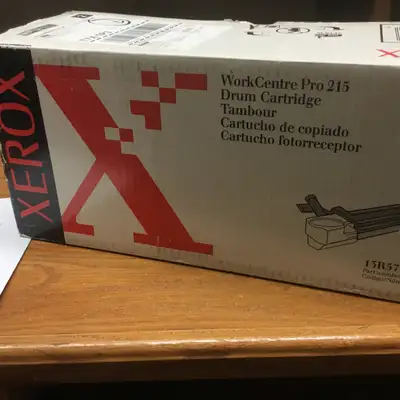 XEROX
WorkCentre Pro 215
Drum Cartridge
Tambour
Cartucho de copiado
Cartucho fotorreceptor
X